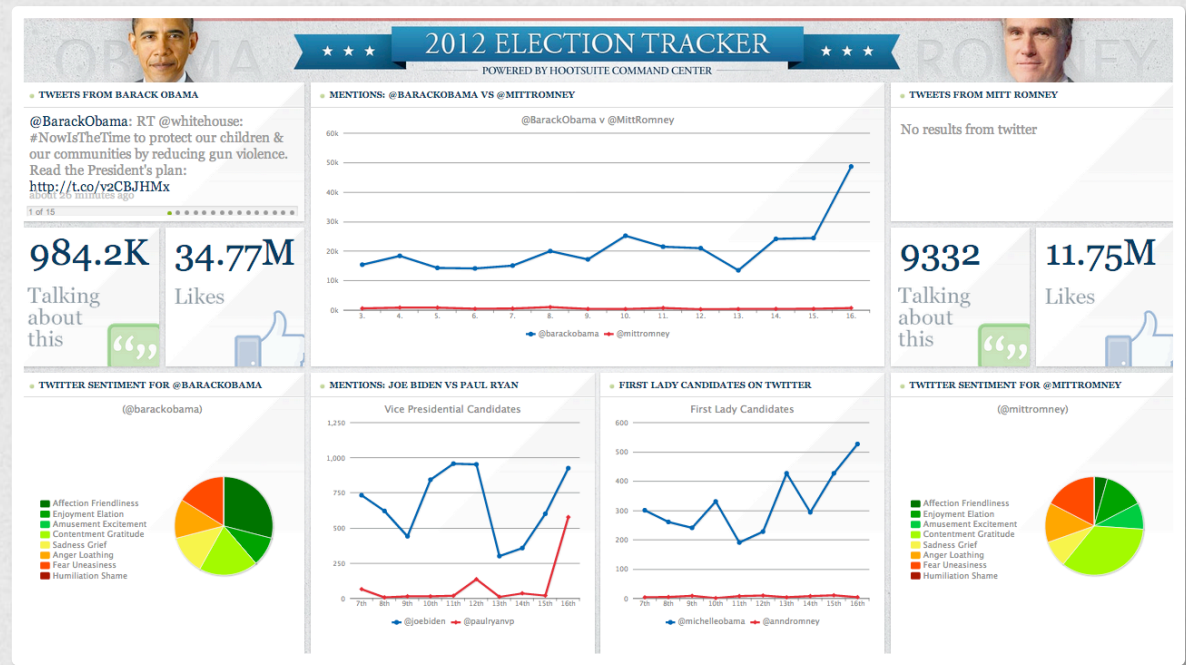 OBAMA
2012 ELECTION TRACKER
ROMNEY
POWERED BY HOOTSUITE COMMAND CENTER
TWEETS FROM BARACK OBAMA
@BarackObama: RT @whitehouse:
#NowIsTheTime to protect our children &
our communities by reducing gun violence.
Read the President's plan:
http://t.co/v2CBJHMx
about 26 minutes ago
1 of 15
984.2K
Talking
about
this
34.77M
Likes
MENTIONS: @BARACKOBAMA VS @MITTROMNEY
@BarackObama v @MittRomney
60k
50k
40k
30k
20k
10k
0k
3. 4. 5. 6. 7. 8. 9. 10. 11. 12. 13. 14. 15. 16.
@barackobama @mittromney
TWEETS FROM MITT ROMNEY
No results from twitter
9332
Talking
about
this
11.75M
Likes
TWITTER SENTIMENT FOR @BARACKOBAMA
(@barackobama)
Affection Friendliness
Enjoyment Elation
Amusement Excitement
Contentment Gratitude
Sadness Grief
Anger Loathing
Fear Uneasiness
Humiliation Shame
MENTIONS: JOE BIDEN VS PAUL RYAN
Vice Presidential Candidates
1,250
1,000
750
500
250
0
7th 8th 9th 10th 11th 12th 13th 14th 15th 16th
@joebiden @paulryanvp
FIRST LADY CANDIDATES ON TWITTER
First Lady Candidates
600
500
400
300
200
100
0
7th 8th 9th 10th 11th 12th 13th 14th 15th 16th
@michelleobama @anndromney
TWITTER SENTIMENT FOR @MITTROMNEY
(@mittromney)
Affection Friendliness
Enjoyment Elation
Amusement Excitement
Contentment Gratitude
Sadness Grief
Anger Loathing
Fear Uneasiness
Humiliation Shame